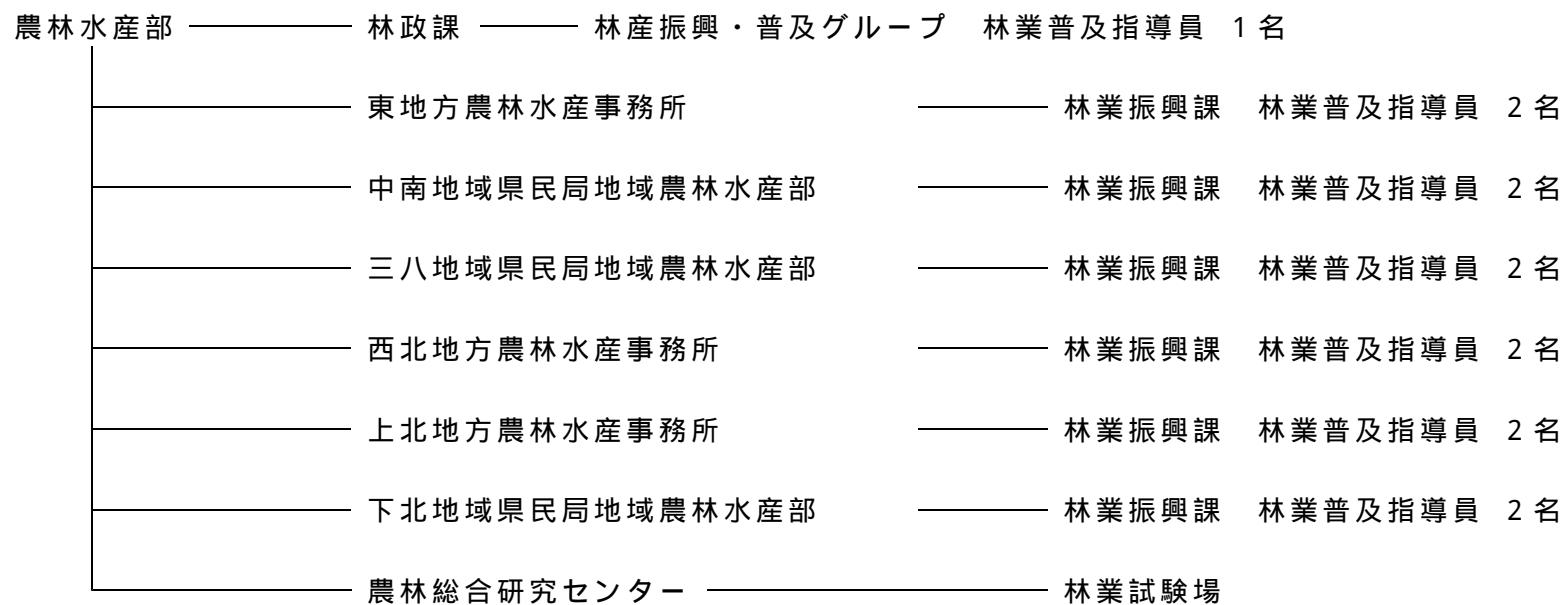 農林水産部 林政課 林産振興・普及グループ 林業普及指導員 1名
東地方農林水産事務所 林業振興課 林業普及指導員 2名
中南地域県民局地域農林水産部 林業振興課 林業普及指導員 2名
三八地域県民局地域農林水産部 林業振興課 林業普及指導員 2名
西北地方農林水産事務所 林業振興課 林業普及指導員 2名
上北地方農林水産事務所 林業振興課 林業普及指導員 2名
下北地域県民局地域農林水産部 林業振興課 林業普及指導員 2名
農林総合研究センター 林業試験場